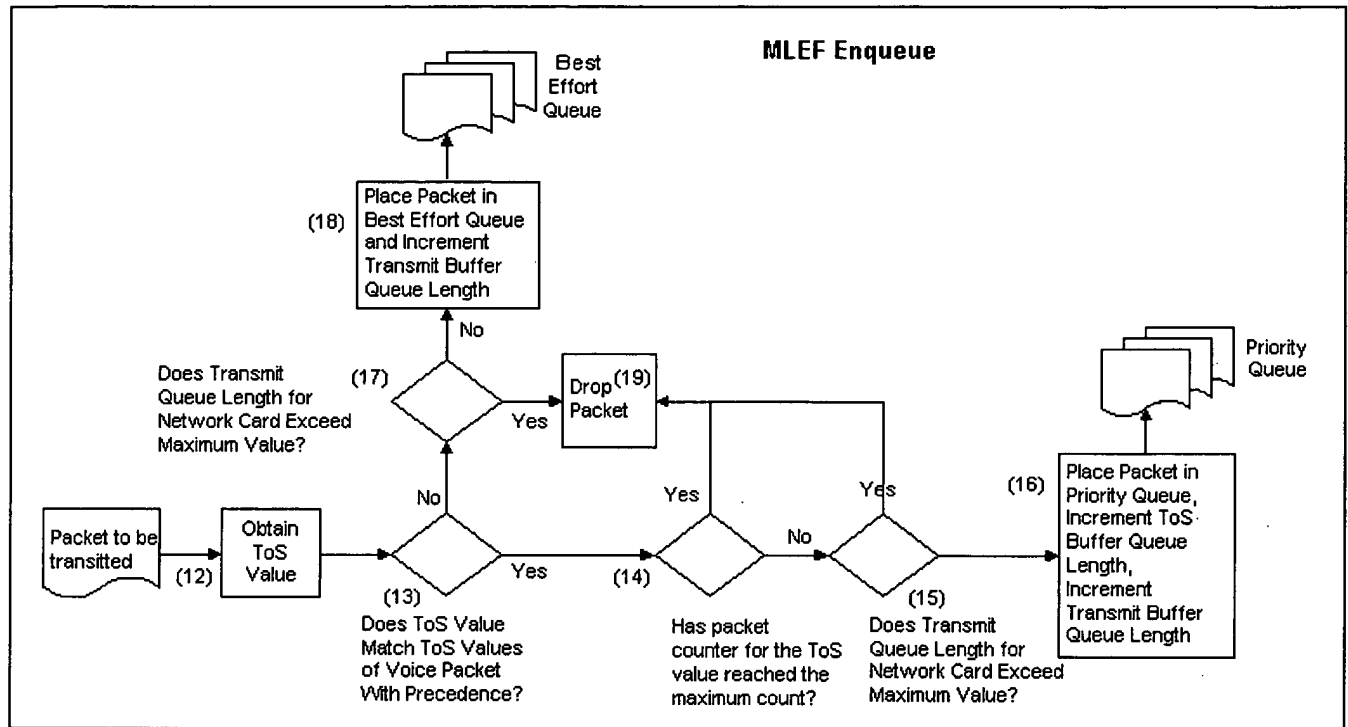 MLEF Enqueue
Best
Effort
Queue
(18)
Place Packet in
Best Effort Queue
and Increment
Transmit Buffer
Queue Length
No
Does Transmit
Queue Length for
Network Card Exceed
Maximum Value?
(17)
Yes
Drop (19)
Packet
Priority
Queue
(16)
Place Packet in
Priority Queue,
Increment ToS
Buffer Queue
Length,
Increment
Transmit Buffer
Queue Length
No
Yes
Yes
Packet to be
transitted
(12)
Obtain
ToS
Value
(13)
Yes
(14)
No
(15)
Does ToS Value
Match ToS Values
of Voice Packet
With Precedence?
Has packet
counter for the ToS
value reached the
maximum count?
Does Transmit
Queue Length for
Network Card Exceed
Maximum Value?